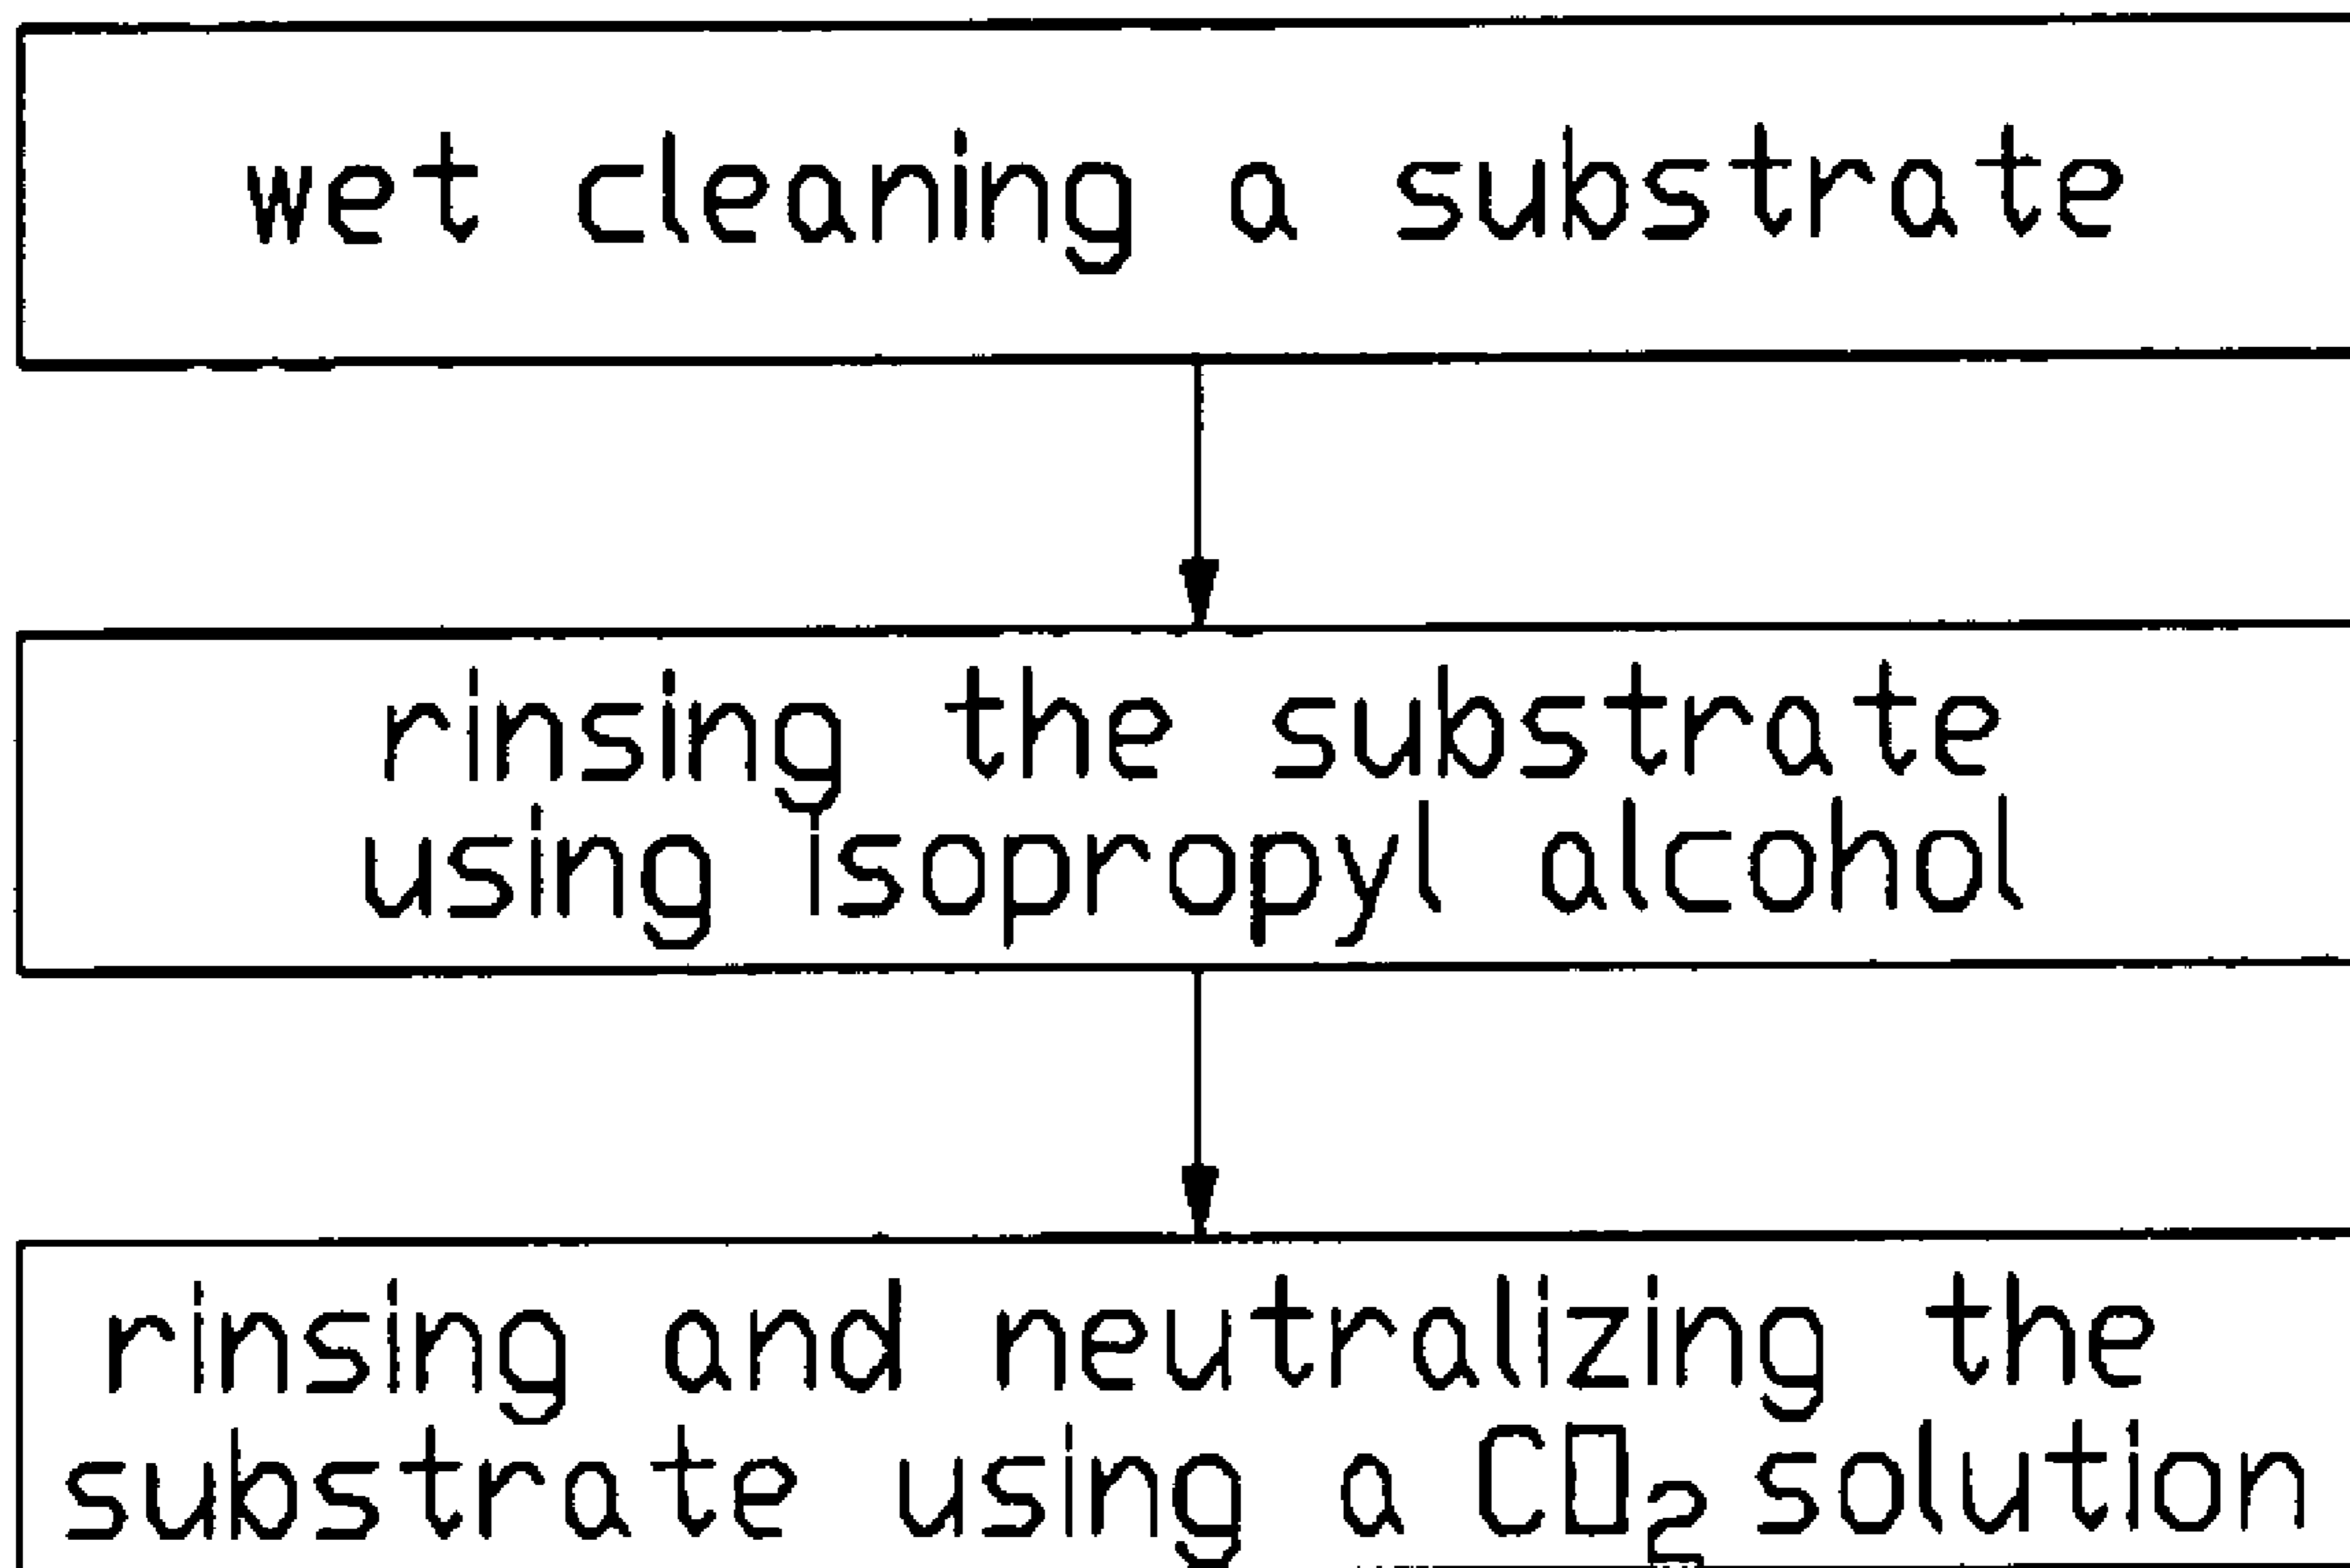 wet cleaning a substrate
rinsing the substrate
using isopropyl alcohol
rinsing and neutralizing the
substrate using a CO₂ solution